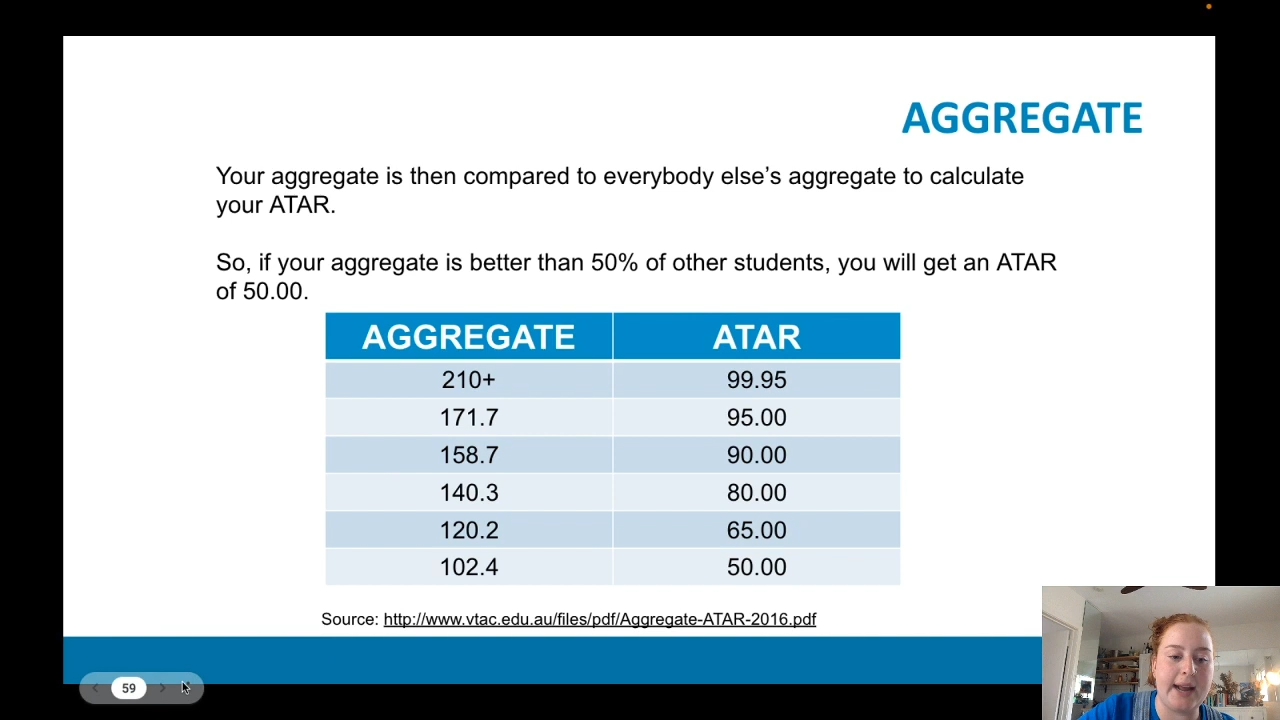 AGGREGATE
Your aggregate is then compared to everybody else’s aggregate to calculate
your ATAR.
So, if your aggregate is better than 50% of other students, you will get an ATAR
of 50.00.
AGGREGATE ATAR
210+ 99.95
171.7 95.00
158.7 90.00
140.3 80.00
120.2 65.00
102.4 50.00
Source: http://www.vtac.edu.au/files/pdf/Aggregate-ATAR-2016.pdf
59